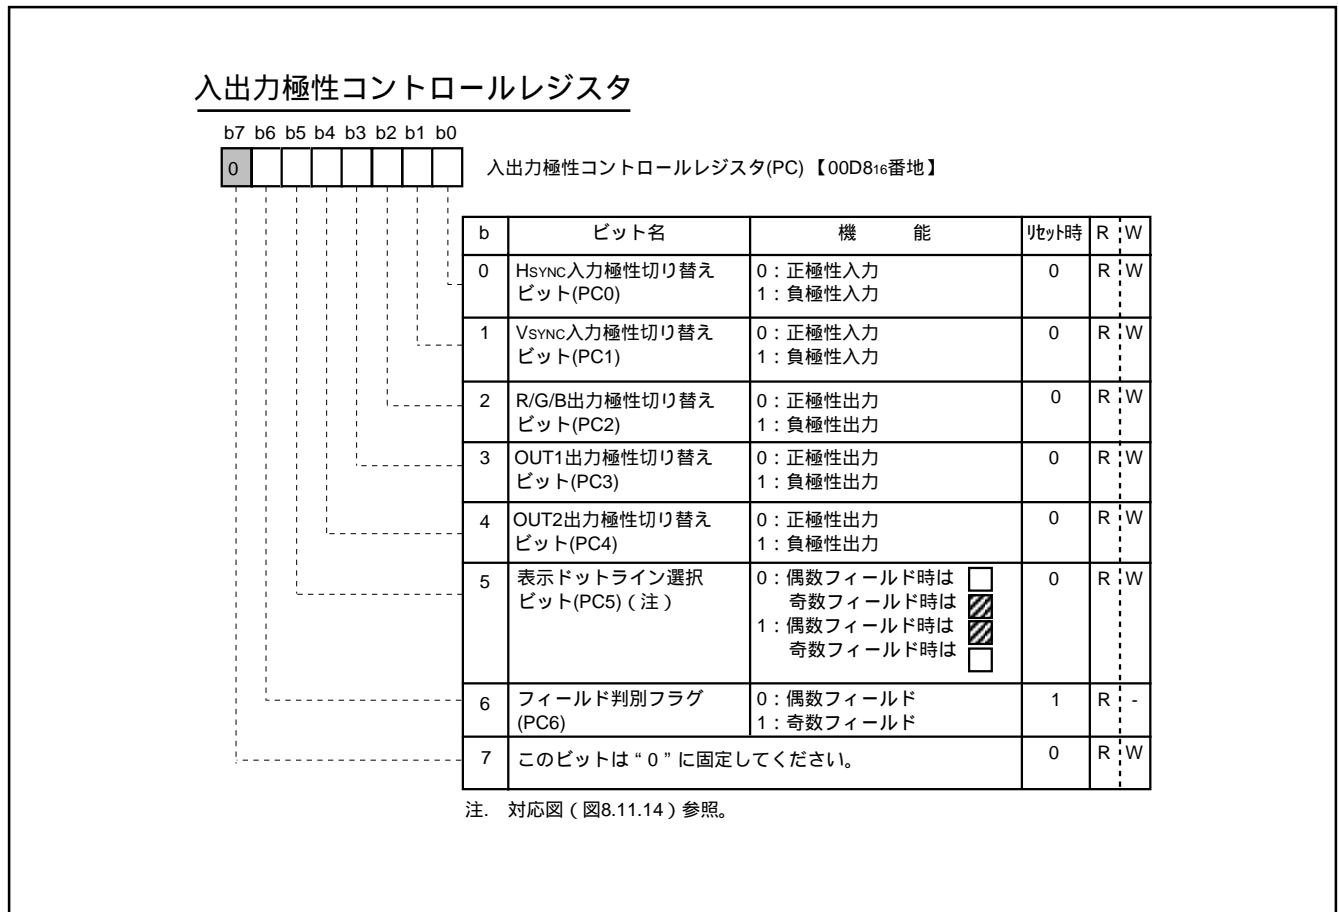 入出力極性コントロールレジスタ
b7 b6 b5 b4 b3 b2 b1 b0
0
入出力極性コントロールレジスタ(PC)【00D816番地】
b ビット名 機 能 リセット時 R W
0 HSYNC入力極性切り替え 0：正極性入力 0 R W
ビット(PC0) 1：負極性入力
1 VSYNC入力極性切り替え 0：正極性入力 0 R W
ビット(PC1) 1：負極性入力
2 R/G/B出力極性切り替え 0：正極性出力 0 R W
ビット(PC2) 1：負極性出力
3 OUT1出力極性切り替え 0：正極性出力 0 R W
ビット(PC3) 1：負極性出力
4 OUT2出力極性切り替え 0：正極性出力 0 R W
ビット(PC4) 1：負極性出力
5 表示ドットライン選択 0：偶数フィールド時は 0 R W
ビット(PC5)（注） 奇数フィールド時は
1：偶数フィールド時は
奇数フィールド時は
6 フィールド判別フラグ 0：偶数フィールド 1 R -
(PC6) 1：奇数フィールド
7 このビットは“0”に固定してください。 0 R W
注. 対応図（図8.11.14）参照。